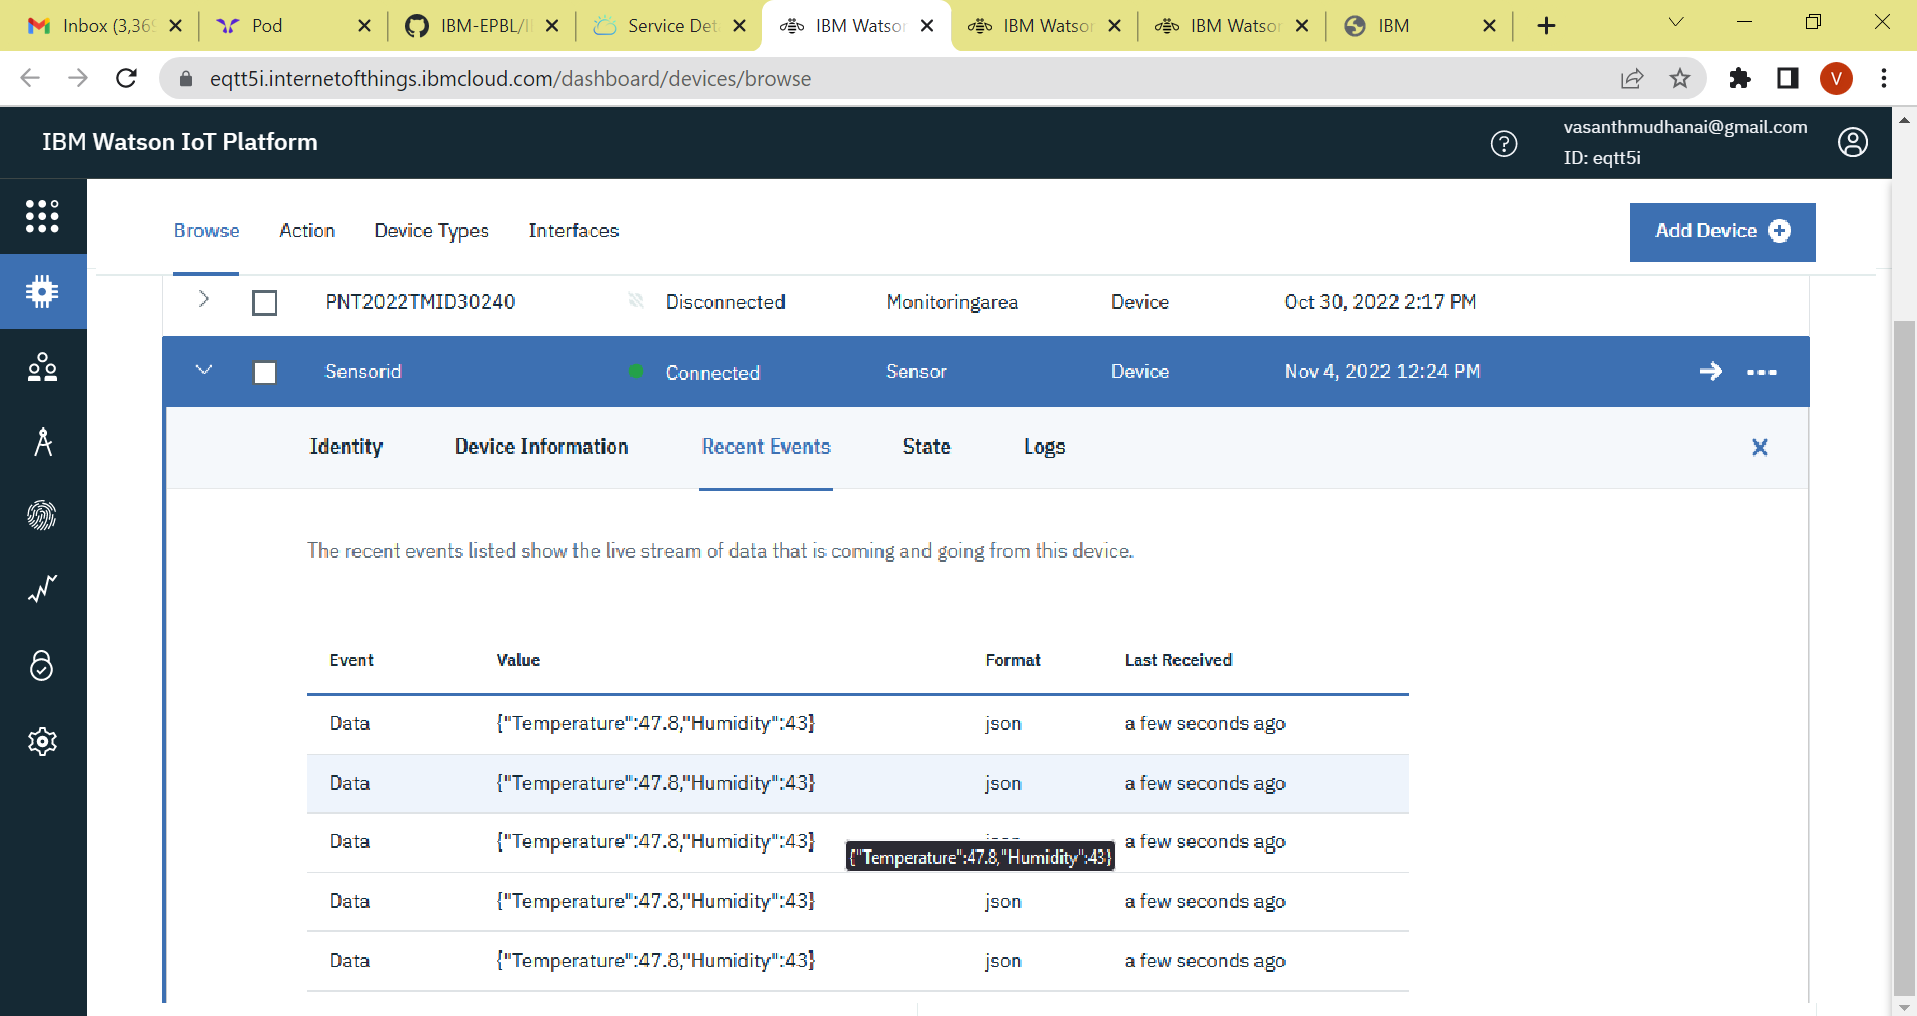 Inbox (3,36
Pod
IBM-EPBL/I
Service Det
IBM Watso
IBM Watso
IBM Watso
IBM
eqtt5i.internetofthings.ibmcloud.com/dashboard/devices/browse
V
IBM Watson IoT Platform
vasanthmudhanai@gmail.com
ID: eqtt5i
Browse Action Device Types Interfaces
Add Device
PNT2022TMID30240 Disconnected Monitoringarea Device Oct 30, 2022 2:17 PM
Sensorid Connected Sensor Device Nov 4, 2022 12:24 PM
Identity Device Information Recent Events State Logs
The recent events listed show the live stream of data that is coming and going from this device.
Event Value Format Last Received
Data {"Temperature":47.8,"Humidity":43} json a few seconds ago
Data {"Temperature":47.8,"Humidity":43} json a few seconds ago
Data {"Temperature":47.8,"Humidity":43} a few seconds ago
{"Temperature":47.8,"Humidity":43}
Data {"Temperature":47.8,"Humidity":43} json a few seconds ago
Data {"Temperature":47.8,"Humidity":43} json a few seconds ago